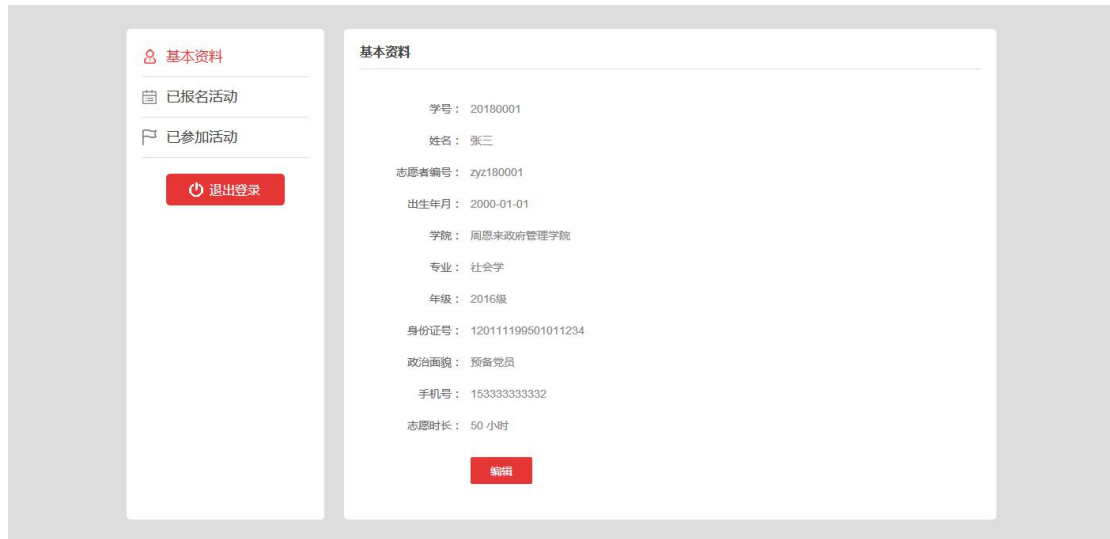 基本资料
已报名活动
已参加活动
退出登录
基本资料
学号： 20180001
姓名： 张三
志愿者编号： zyz180001
出生年月： 2000-01-01
学院： 周恩来政府管理学院
专业： 社会学
年级： 2016级
身份证号： 120111199501011234
政治面貌： 预备党员
手机号： 153333333332
志愿时长： 50 小时
编辑